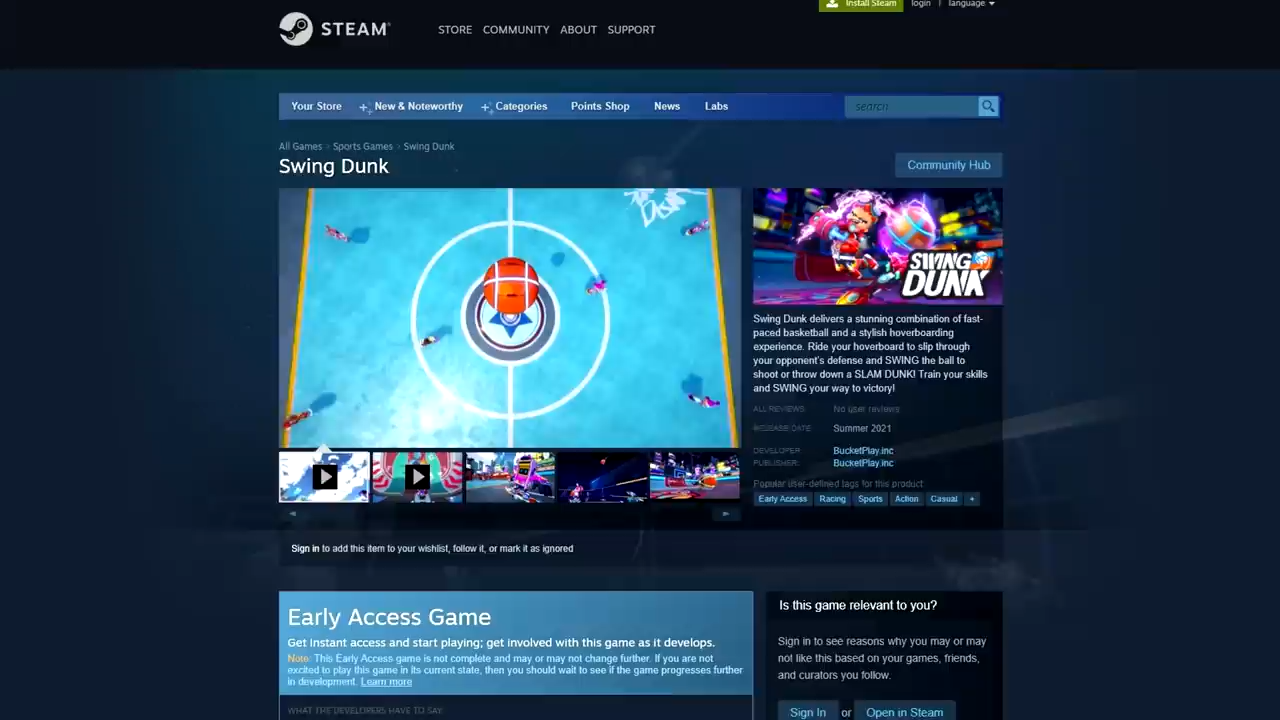 Install Steam
login | language
STEAM®
STORE COMMUNITY ABOUT SUPPORT
Your Store New & Noteworthy Categories Points Shop News Labs
search
All Games > Sports Games > Swing Dunk
Swing Dunk
Community Hub
SWING
DUNK
Swing Dunk delivers a stunning combination of fast-
paced basketball and a stylish hoverboarding
experience. Ride your hoverboard to slip through
your opponent's defense and SWING the ball to
shoot or throw down a SLAM DUNK! Train your skills
and SWING your way to victory!
ALL REVIEWS: No user reviews
RELEASE DATE: Summer 2021
DEVELOPER: BucketPlay.inc
PUBLISHER: BucketPlay.inc
Popular user-defined tags for this product:
Early Access Racing Sports Action Casual +
Sign in to add this item to your wishlist, follow it, or mark it as ignored
Early Access Game
Get instant access and start playing; get involved with this game as it develops.
Note: This Early Access game is not complete and may or may not change further. If you are not
excited to play this game in its current state, then you should wait to see if the game progresses further
in development. Learn more
WHAT THE DEVELOPERS HAVE TO SAY:
Is this game relevant to you?
Sign in to see reasons why you may or may
not like this based on your games, friends,
and curators you follow.
Sign In or Open in Steam